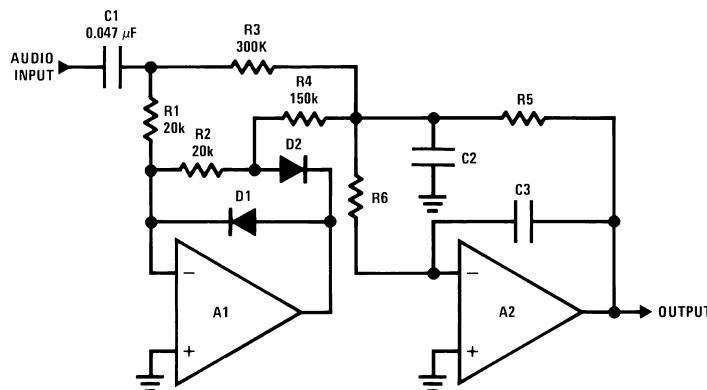 C1
0.047 μF
AUDIO
INPUT
R3
300K
R4
150k
R1
20k
R2
20k
D2
R5
C2
D1
R6
C3
−
A1
+
−
A2
+
OUTPUT